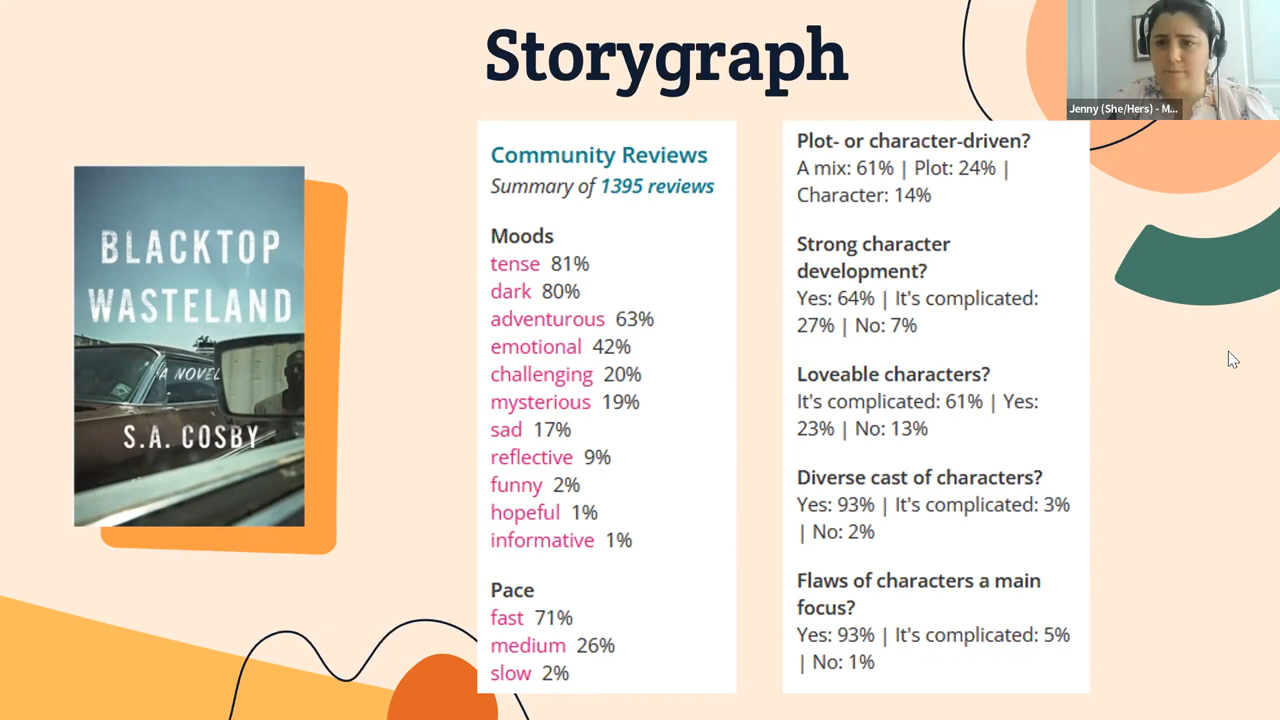 Storygraph
Jenny (She/Hers) - M...
BLACKTOP
WASTELAND
A NOVEL
S.A. COSBY
Community Reviews
Summary of 1395 reviews
Moods
tense 81%
dark 80%
adventurous 63%
emotional 42%
challenging 20%
mysterious 19%
sad 17%
reflective 9%
funny 2%
hopeful 1%
informative 1%
Pace
fast 71%
medium 26%
slow 2%
Plot- or character-driven?
A mix: 61% | Plot: 24% |
Character: 14%
Strong character
development?
Yes: 64% | It's complicated:
27% | No: 7%
Loveable characters?
It's complicated: 61% | Yes:
23% | No: 13%
Diverse cast of characters?
Yes: 93% | It's complicated: 3%
| No: 2%
Flaws of characters a main
focus?
Yes: 93% | It's complicated: 5%
| No: 1%